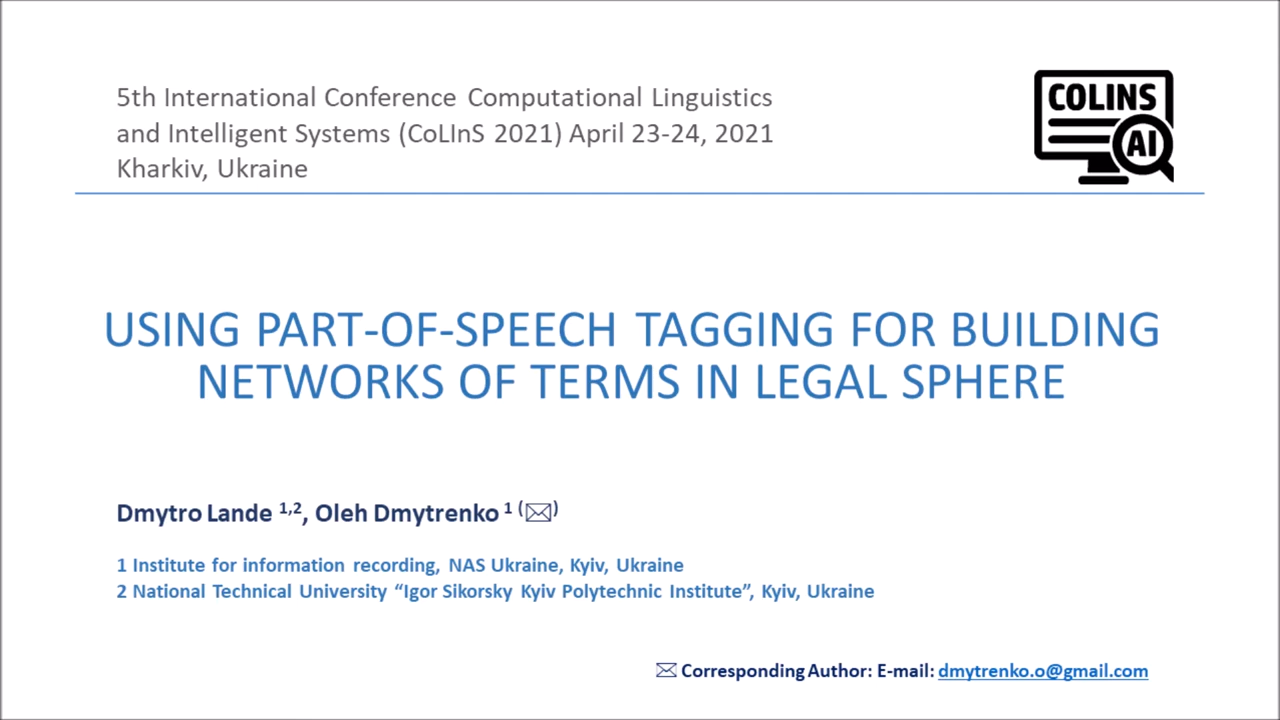 5th International Conference Computational Linguistics
and Intelligent Systems (CoLInS 2021) April 23-24, 2021
Kharkiv, Ukraine
COLINS
AI
USING PART-OF-SPEECH TAGGING FOR BUILDING
NETWORKS OF TERMS IN LEGAL SPHERE
Dmytro Lande 1,2, Oleh Dmytrenko 1 (✉)
1 Institute for information recording, NAS Ukraine, Kyiv, Ukraine
2 National Technical University “Igor Sikorsky Kyiv Polytechnic Institute”, Kyiv, Ukraine
✉ Corresponding Author: E-mail: dmytrenko.o@gmail.com